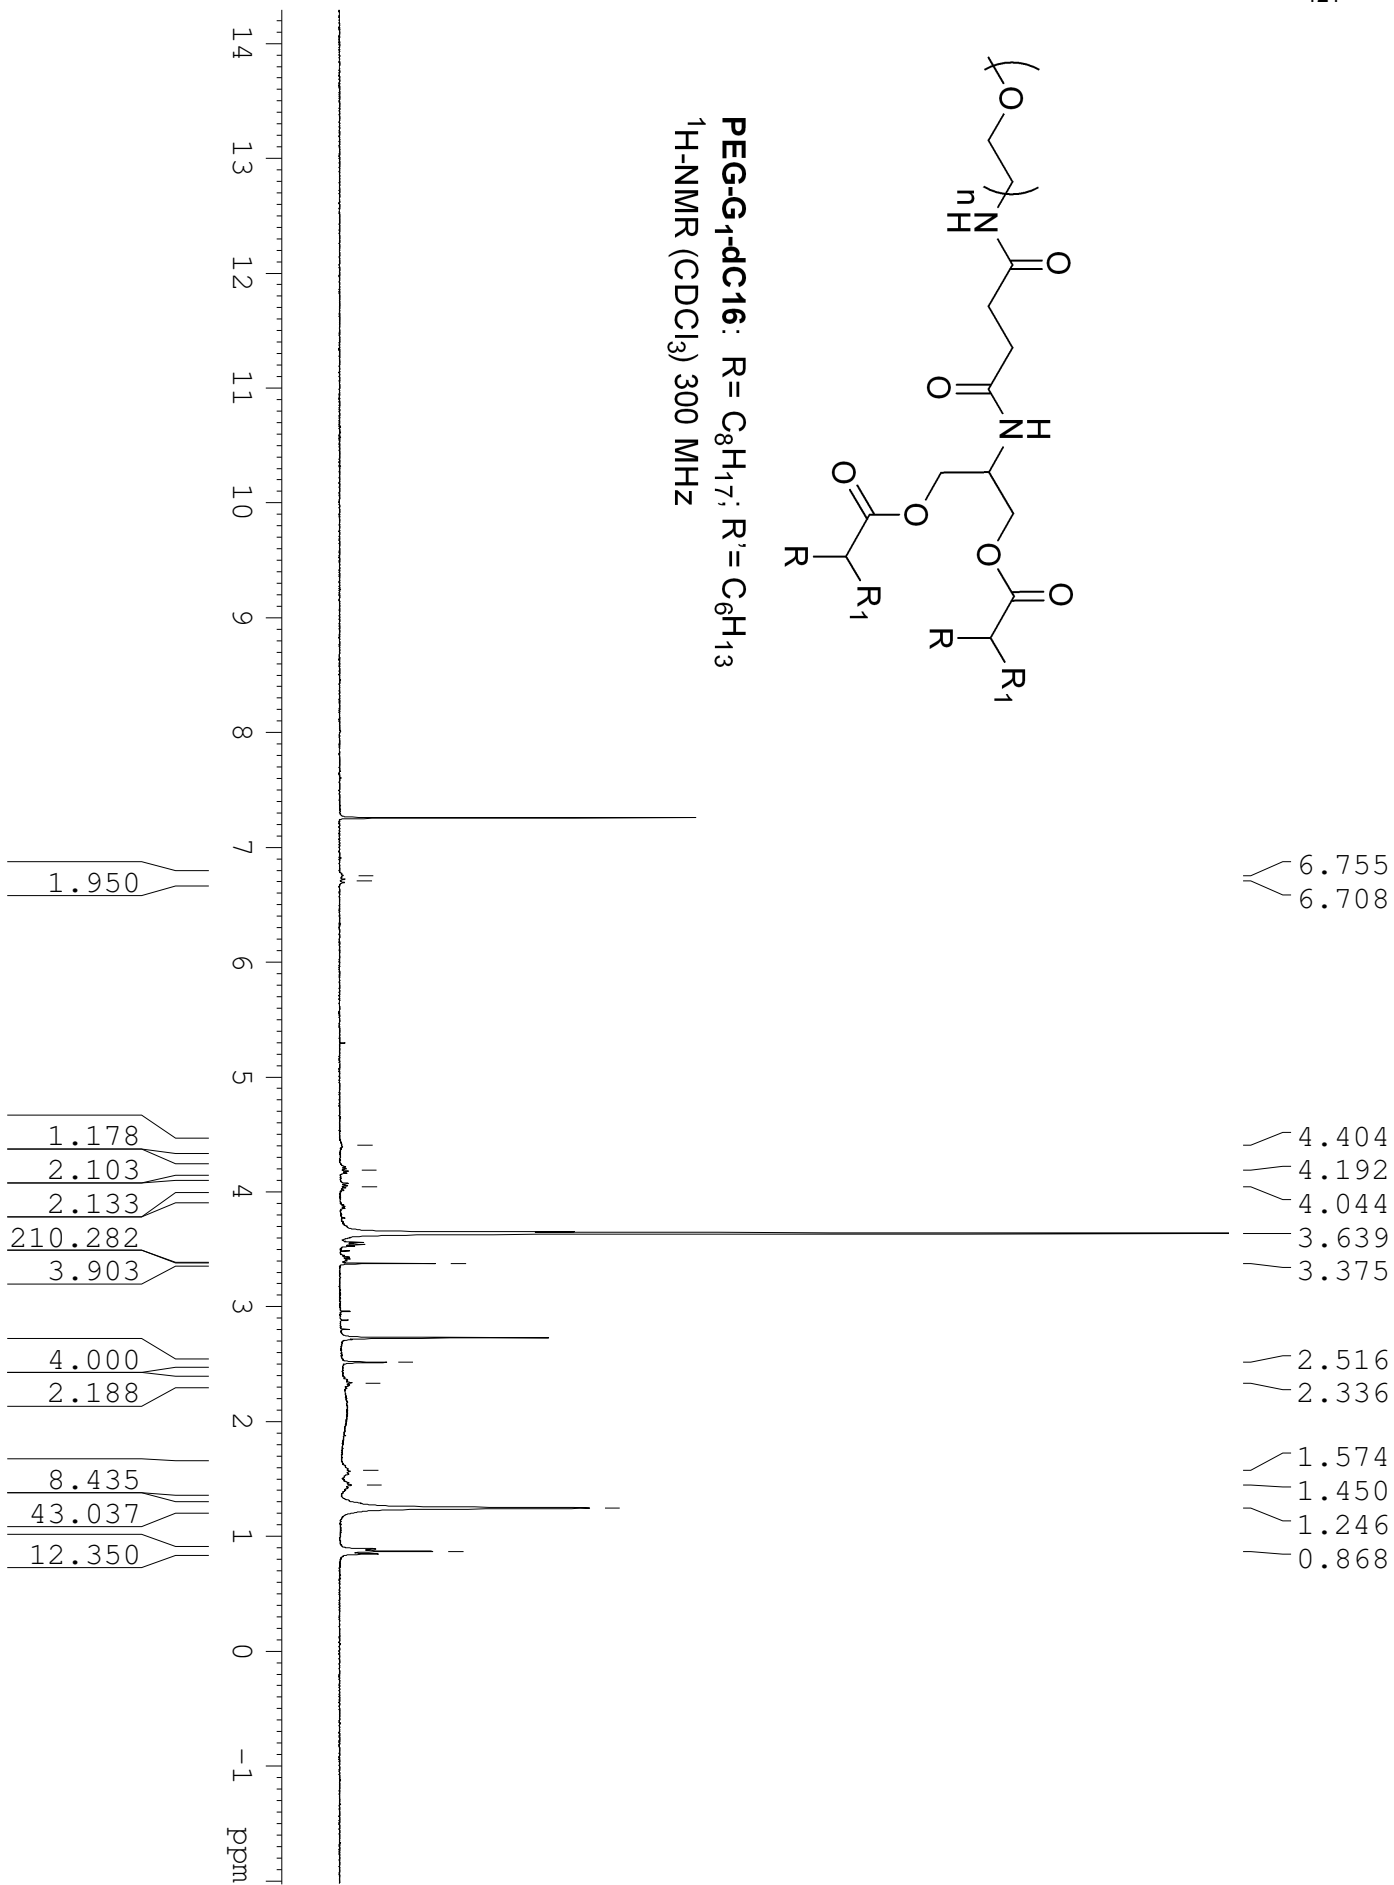 O
n
N
H
O
O
N
H
O
O
R
R1
O
O
R
R1
PEG-G1-dC16: R= C8H17; R'= C6H13
1H-NMR (CDCl3) 300 MHz
6.755
6.708
4.404
4.192
4.044
3.639
3.375
2.516
2.336
1.574
1.450
1.246
0.868
14 13 12 11 10 9 8 7 6 5 4 3 2 1 0 -1 ppm
1.950
1.178
2.103
2.133
210.282
3.903
4.000
2.188
8.435
43.037
12.350